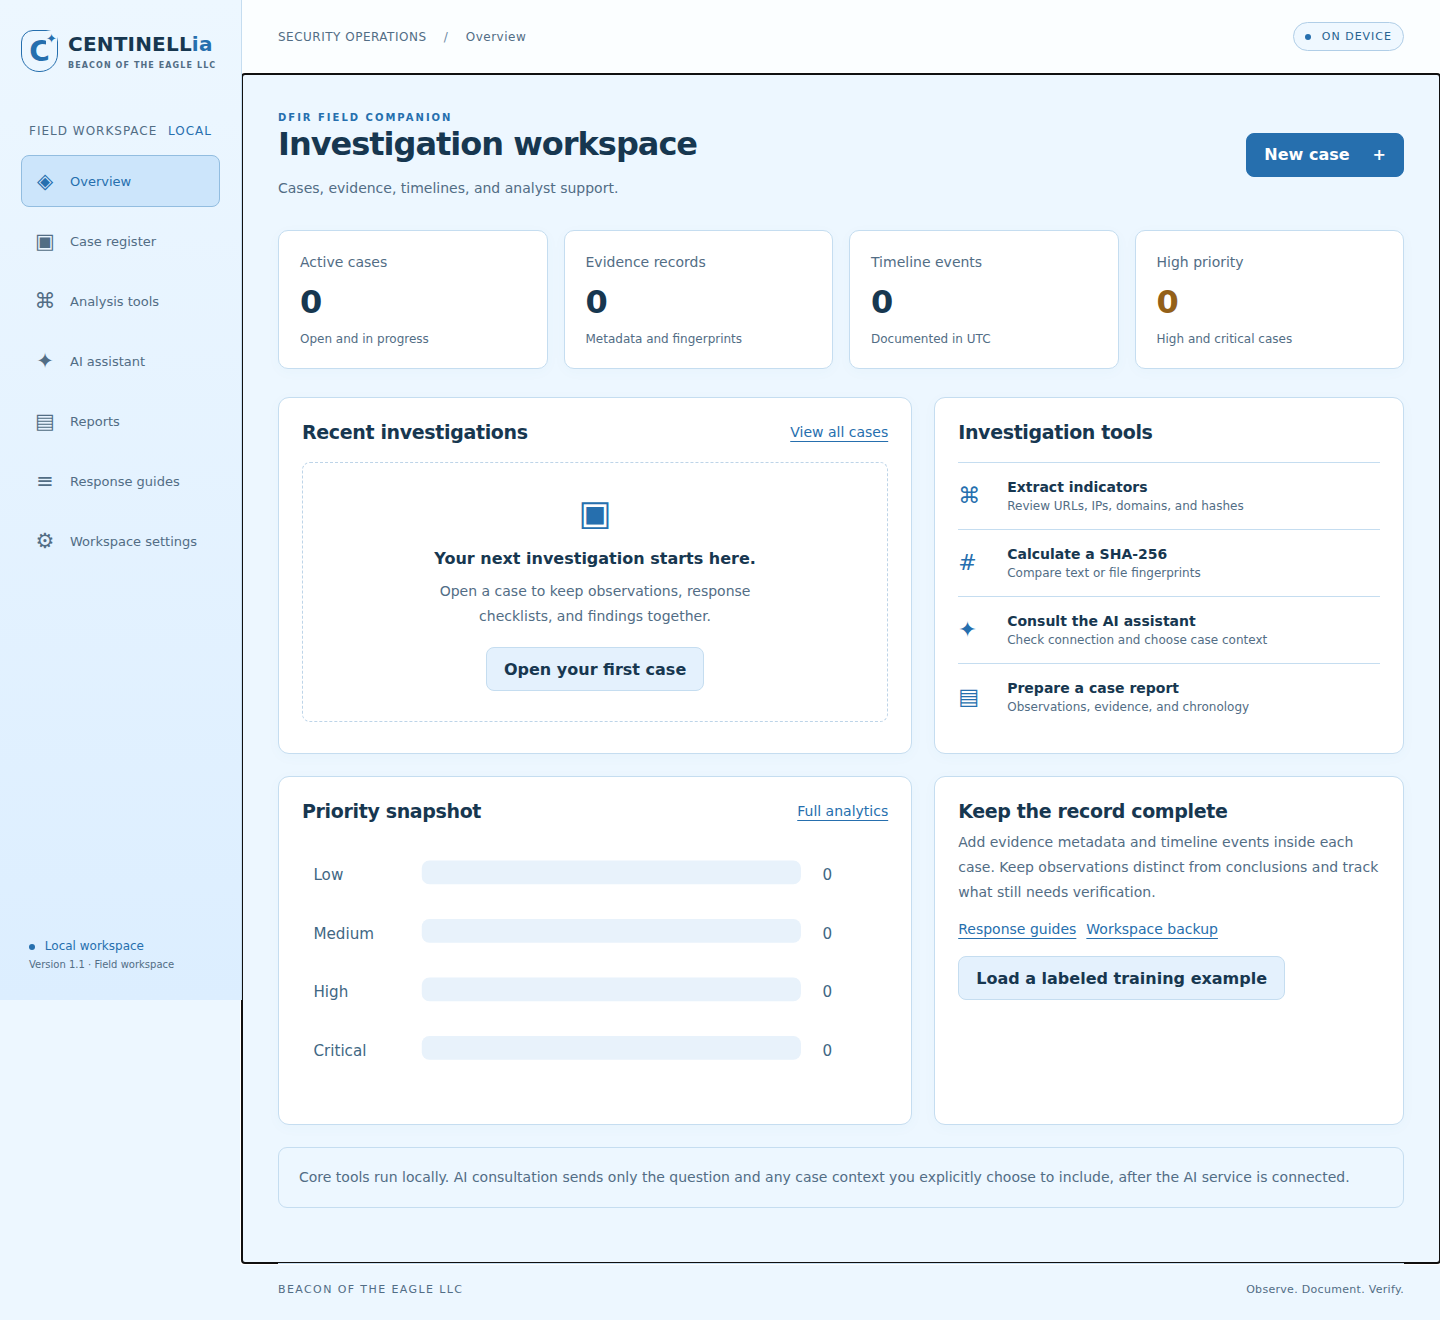 CENTINELLia
BEACON OF THE EAGLE LLC
FIELD WORKSPACE LOCAL
Overview
Case register
Analysis tools
AI assistant
Reports
Response guides
Workspace settings
Local workspace
Version 1.1 · Field workspace
SECURITY OPERATIONS / Overview
ON DEVICE
DFIR FIELD COMPANION
Investigation workspace
Cases, evidence, timelines, and analyst support.
New case +
Active cases
0
Open and in progress
Evidence records
0
Metadata and fingerprints
Timeline events
0
Documented in UTC
High priority
0
High and critical cases
Recent investigations
View all cases
Your next investigation starts here.
Open a case to keep observations, response
checklists, and findings together.
Open your first case
Investigation tools
Extract indicators
Review URLs, IPs, domains, and hashes
# Calculate a SHA-256
Compare text or file fingerprints
Consult the AI assistant
Check connection and choose case context
Prepare a case report
Observations, evidence, and chronology
Priority snapshot
Full analytics
Low 0
Medium 0
High 0
Critical 0
Keep the record complete
Add evidence metadata and timeline events inside each
case. Keep observations distinct from conclusions and track
what still needs verification.
Response guides Workspace backup
Load a labeled training example
Core tools run locally. AI consultation sends only the question and any case context you explicitly choose to include, after the AI service is connected.
BEACON OF THE EAGLE LLC
Observe. Document. Verify.